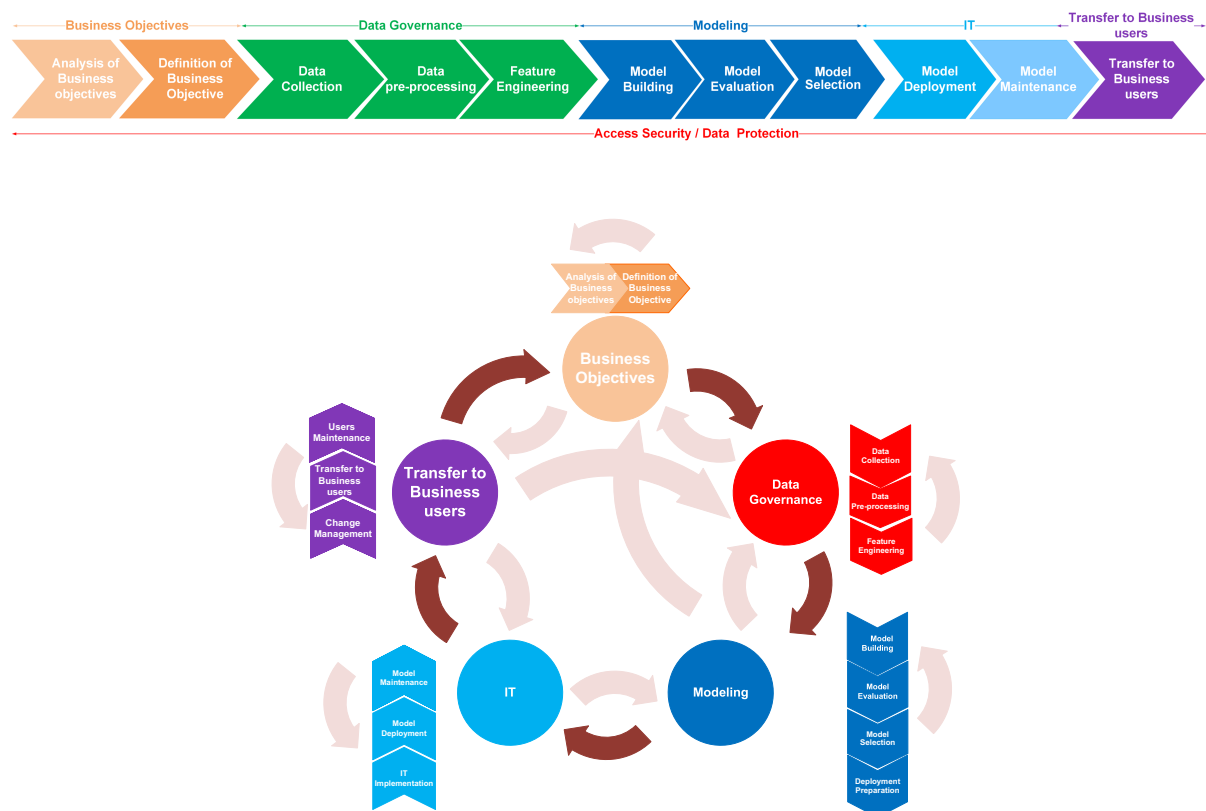 Business Objectives
Data Governance
Modeling
IT
Transfer to Business
users
Analysis of
Business
objectives
Definition of
Business
Objective
Data
Collection
Data
pre-processing
Feature
Engineering
Model
Building
Model
Evaluation
Model
Selection
Model
Deployment
Model
Maintenance
Transfer to
Business
users
Access Security / Data Protection
Analysis of
Business
objectives
Definition of
Business
Objective
Business
Objectives
Users
Maintenance
Transfer to
Business
users
Change
Management
Transfer to
Business
users
Data
Governance
Data
Collection
Data
Pre-processing
Feature
Engineering
Model
Maintenance
Model
Deployment
IT
Implementation
IT
Modeling
Model
Building
Model
Evaluation
Model
Selection
Deployment
Preparation